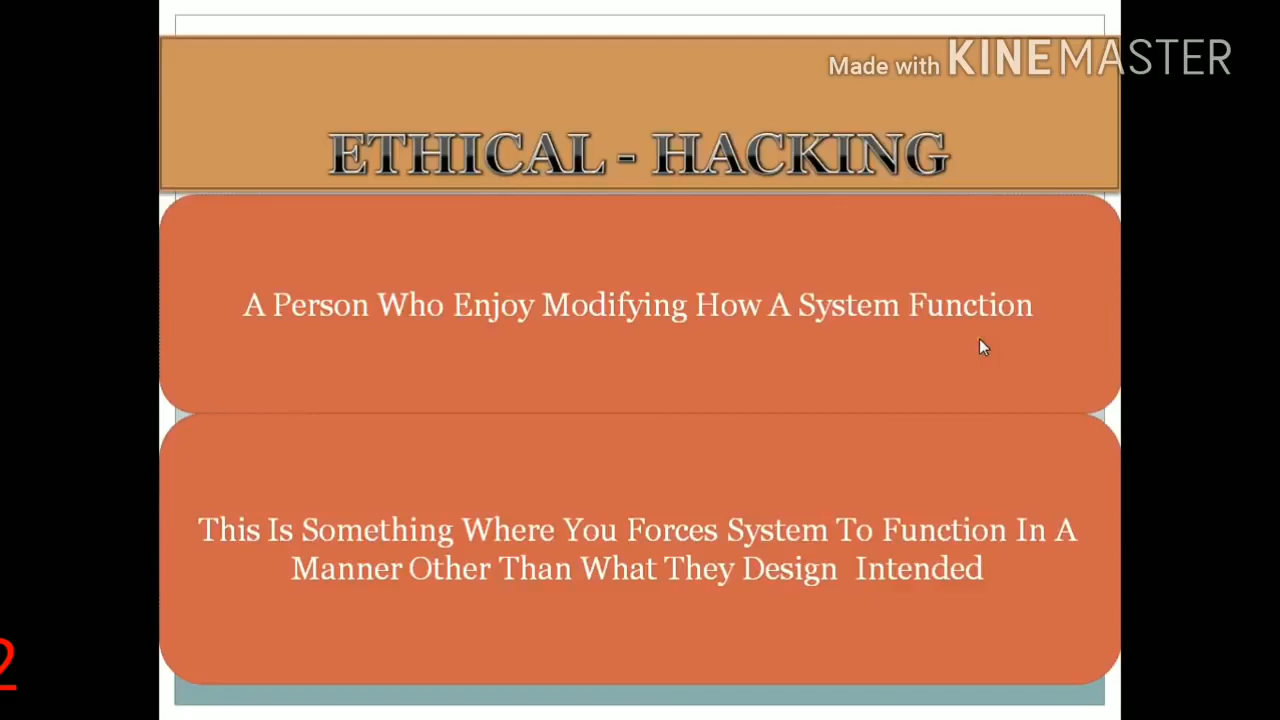 Made with KINEMASTER
ETHICAL - HACKING
A Person Who Enjoy Modifying How A System Function
This Is Something Where You Forces System To Function In A
Manner Other Than What They Design Intended
2